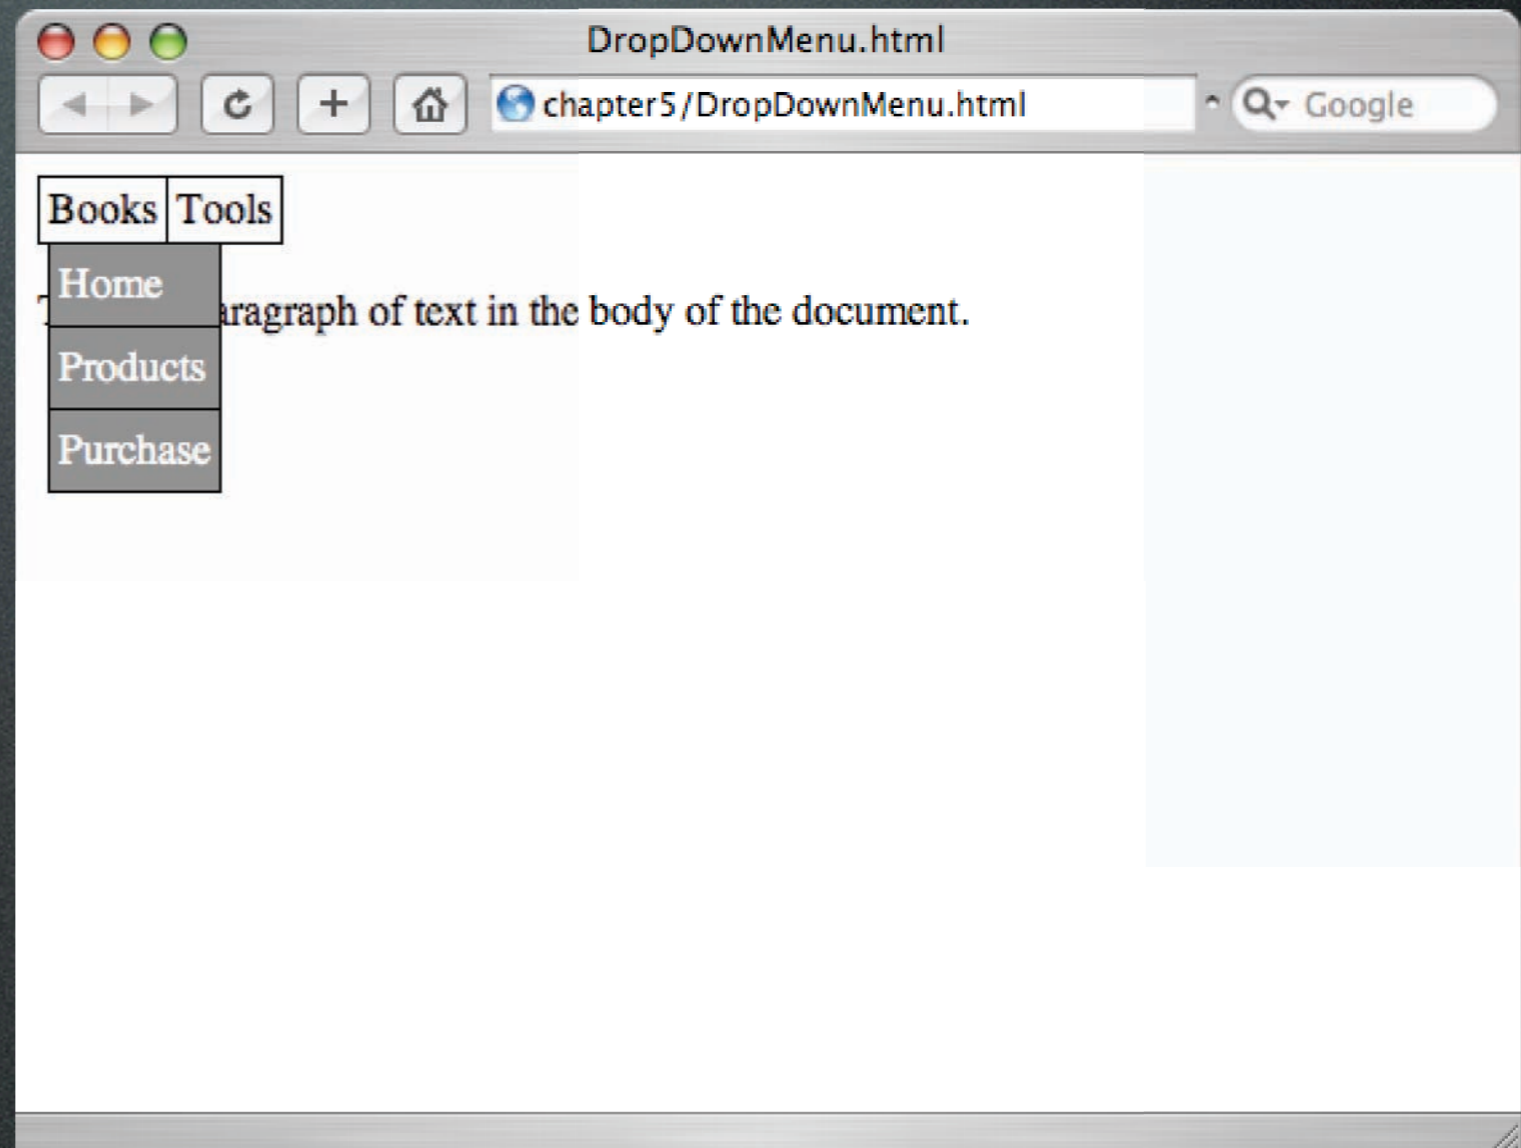 DropDownMenu.html
chapter5/DropDownMenu.html Google
Books Tools
Home
aragraph of text in the body of the document.
Products
Purchase